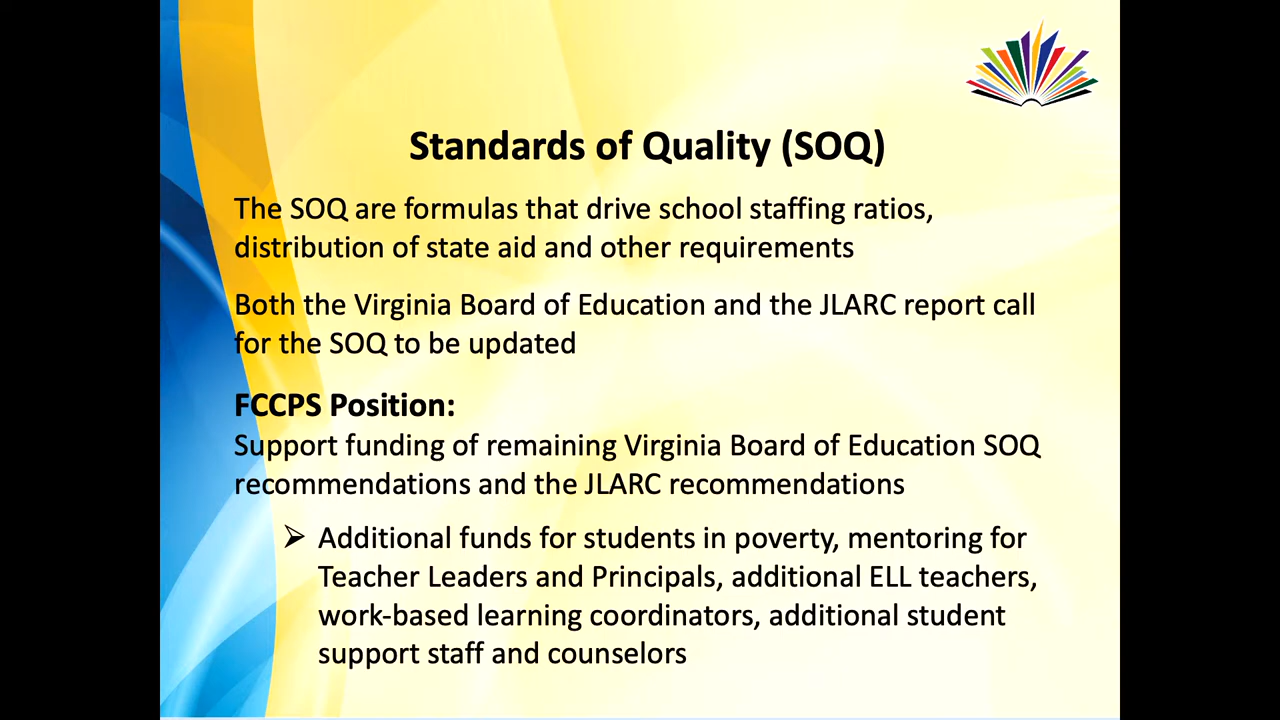 Standards of Quality (SOQ)
The SOQ are formulas that drive school staffing ratios,
distribution of state aid and other requirements
Both the Virginia Board of Education and the JLARC report call
for the SOQ to be updated
FCCPS Position:
Support funding of remaining Virginia Board of Education SOQ
recommendations and the JLARC recommendations
➢ Additional funds for students in poverty, mentoring for
Teacher Leaders and Principals, additional ELL teachers,
work-based learning coordinators, additional student
support staff and counselors